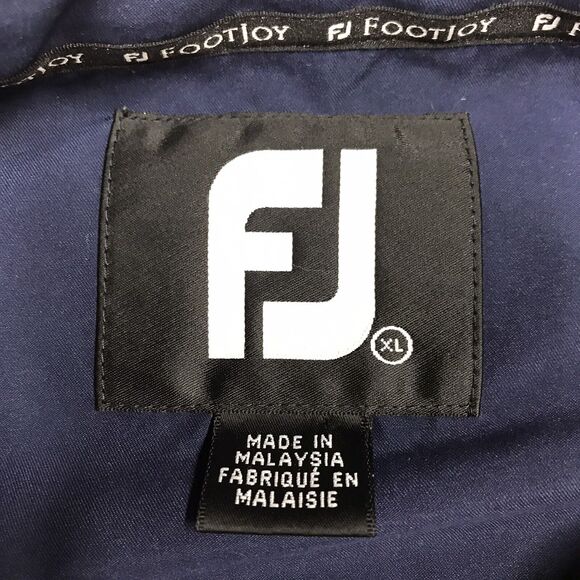 FJ FOOTJOY FJ FOOTJOY FJ
FJ
XL
MADE IN
MALAYSIA
FABRIQUÉ EN
MALAISIE